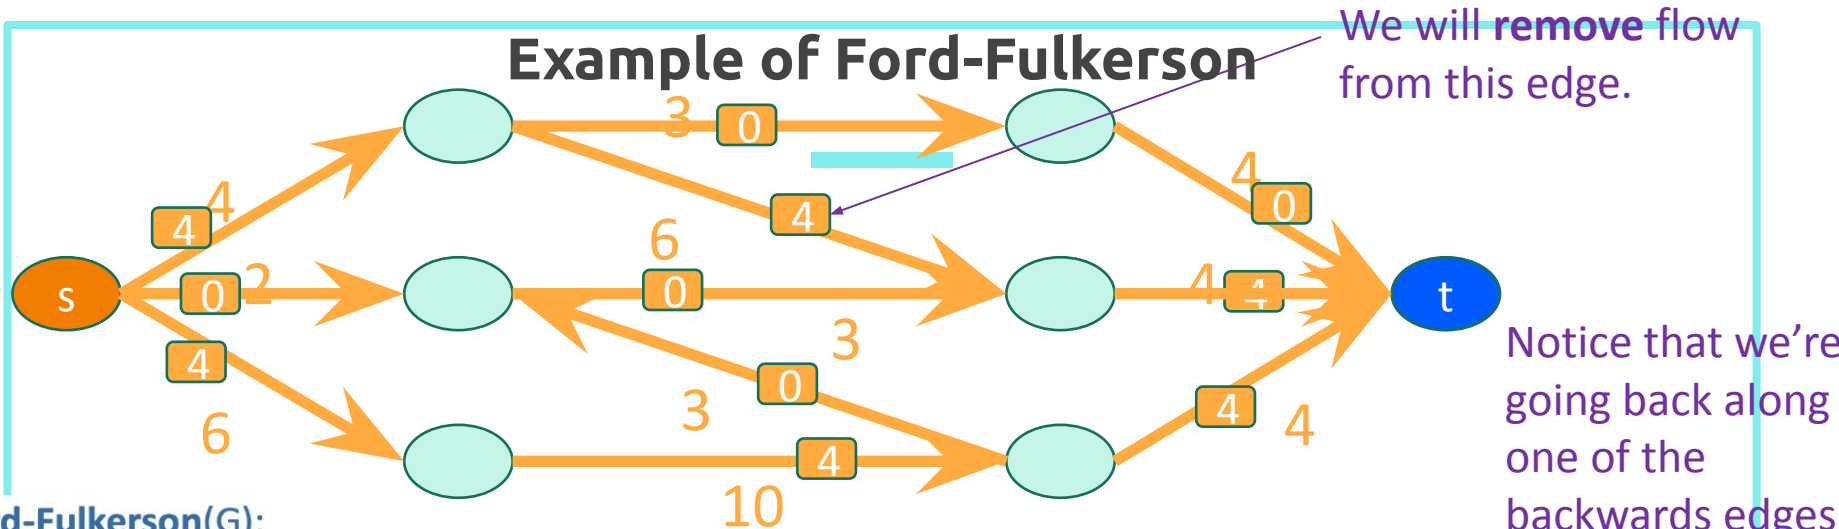 We will remove flow
from this edge.
Example of Ford-Fulkerson
3
0
4
4
4
0
4
6
s
0
2
0
4
4
t
4
3
0
3
4
4
6
4
10
Notice that we're
going back along
one of the
backwards edges
d-Fulkerson(G):